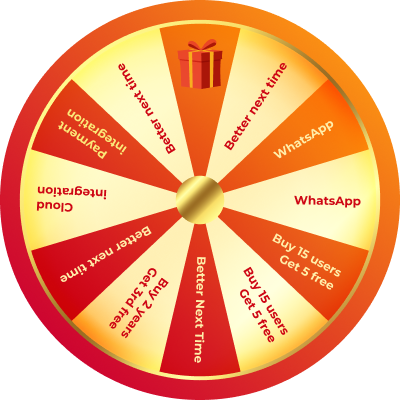 Better next time
WhatsApp
WhatsApp
Buy 15 users
Get 5 free
Buy 15 users
Get 5 free
Better Next Time
Buy 2 years
Get 3rd free
Better next time
Cloud
integration
Payment
integration
Better next time